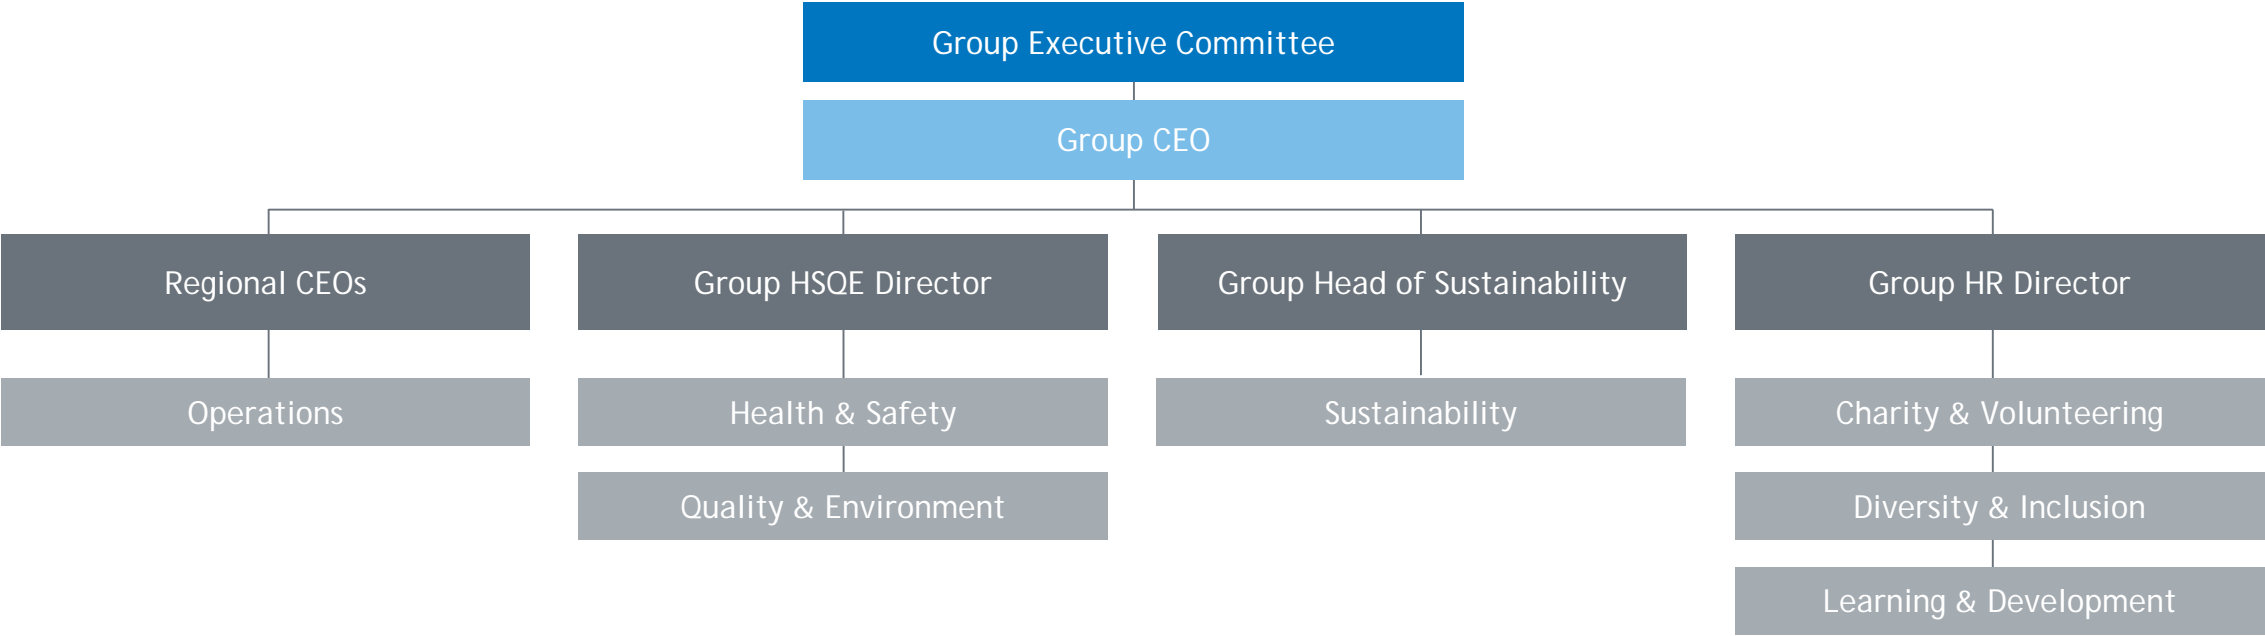 Group Executive Committee
Group CEO
Regional CEOs
Group HSQE Director
Group Head of Sustainability
Group HR Director
Operations
Health & Safety
Sustainability
Charity & Volunteering
Quality & Environment
Diversity & Inclusion
Learning & Development